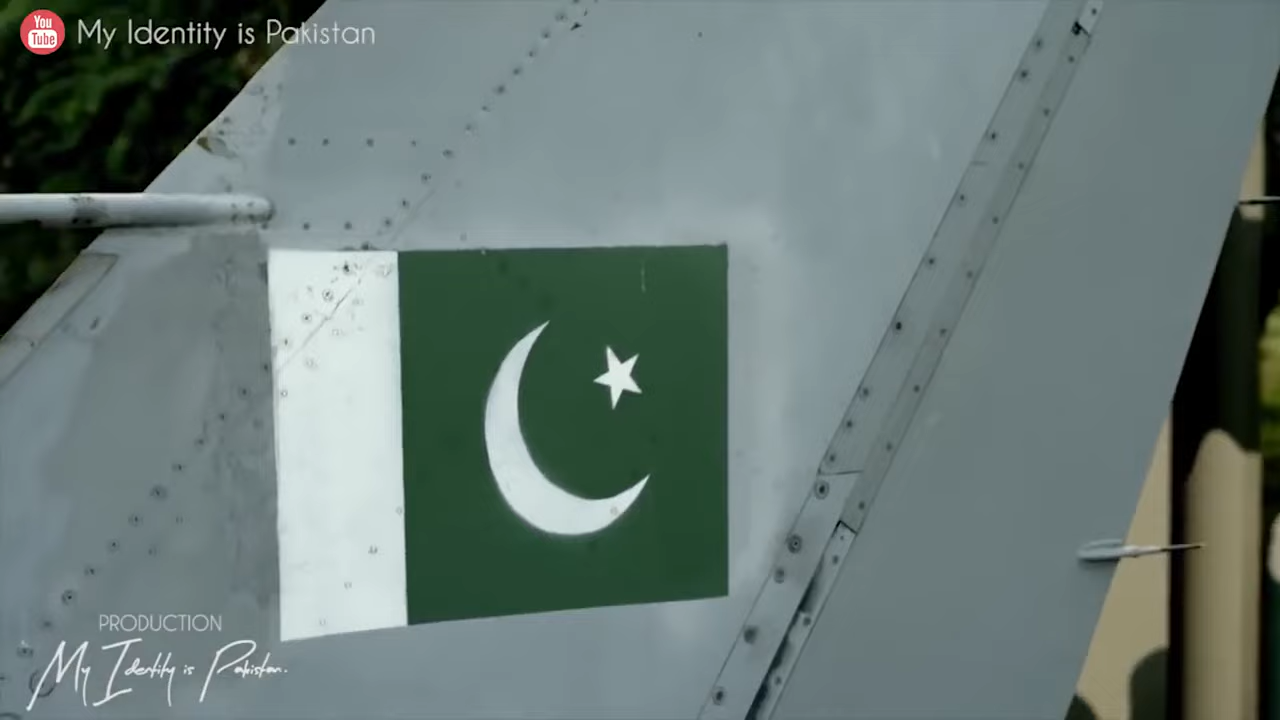 You
Tube
My Identity is Pakistan
PRODUCTION
My Identity is Pakistan.